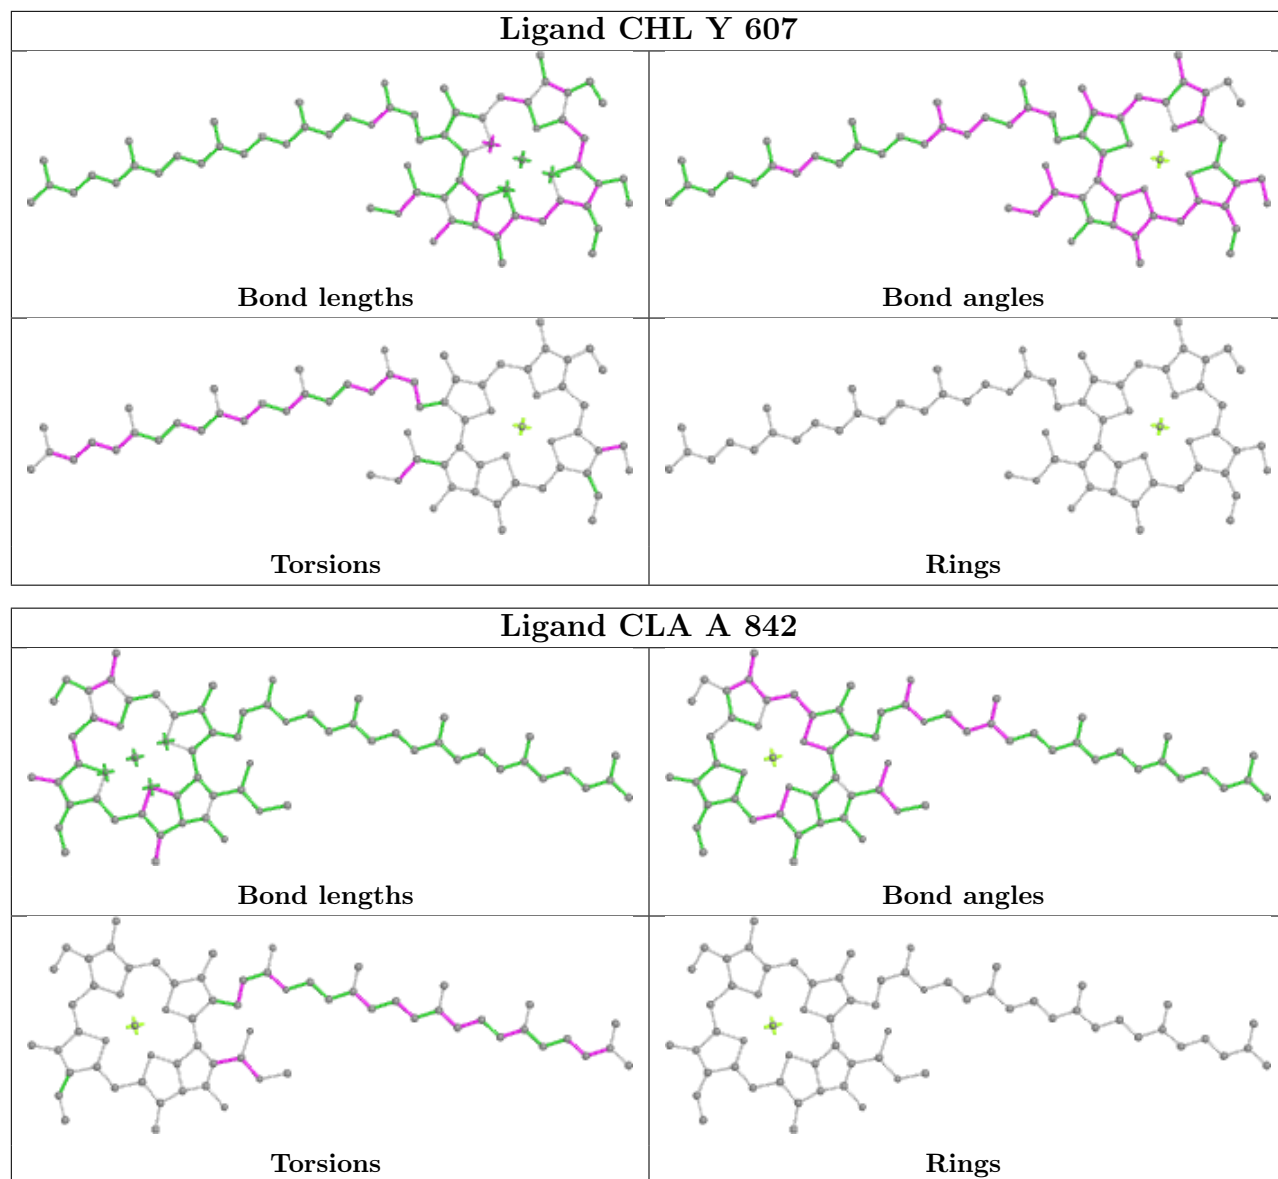 Ligand CHL Y 607
Bond lengths
Bond angles
Torsions
Rings
Ligand CLA A 842
Bond lengths
Bond angles
Torsions
Rings